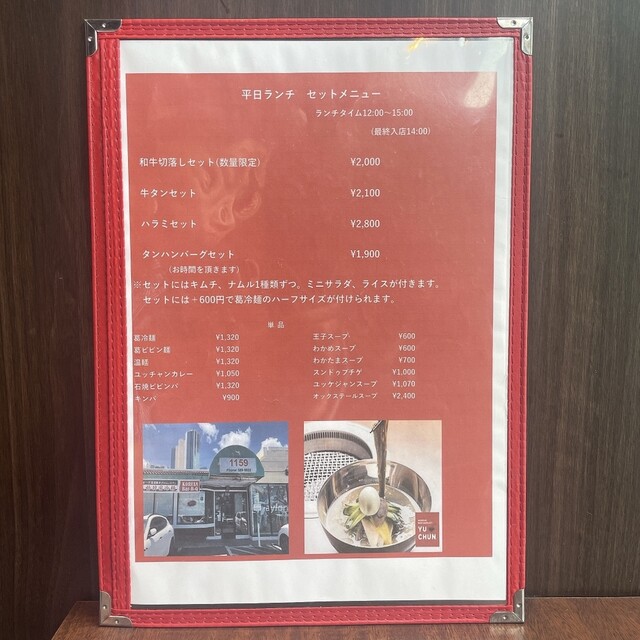 平日ランチ　セットメニュー
ランチタイム12:00〜15:00
(最終入店14:00)
和牛切落しセット(数量限定) ¥2,000
牛タンセット ¥2,100
ハラミセット ¥2,800
タンハンバーグセット ¥1,900
(お時間を頂きます)
※セットにはキムチ、ナムル1種類ずつ。ミニサラダ、ライスが付きます。
セットには＋600円で葛冷麺のハーフサイズが付けられます。
単品
葛冷麺 ¥1,320
葛ビビン麺 ¥1,320
温麺 ¥1,320
ユッチャンカレー ¥1,050
石焼ビビンバ ¥1,320
キンパ ¥900
玉子スープ ¥600
わかめスープ ¥600
わかたまスープ ¥700
スンドゥブチゲ ¥1,000
ユッケジャンスープ ¥1,070
オックステールスープ ¥2,400
1159
KOREAN
YU CHUN